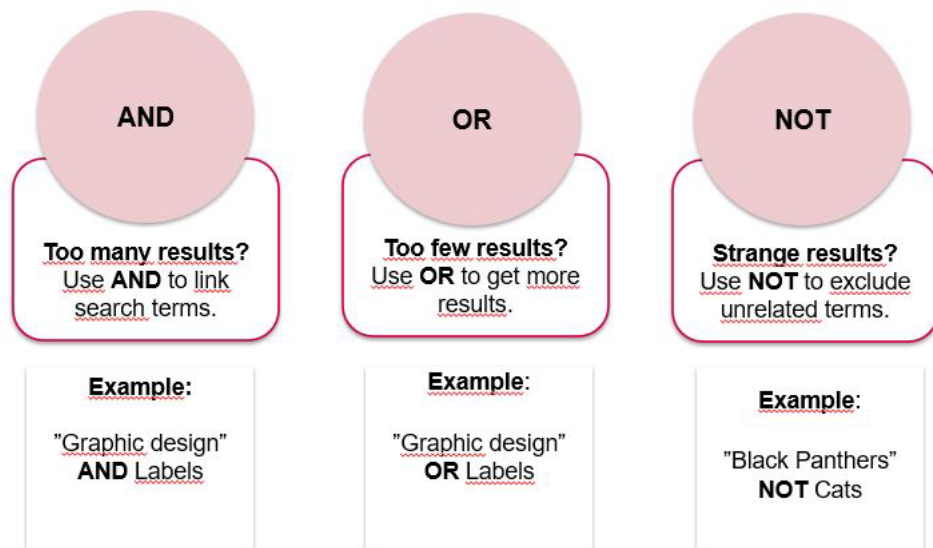 AND
Too many results?
Use AND to link
search terms.
Example:
”Graphic design”
AND Labels
OR
Too few results?
Use OR to get more
results.
Example:
”Graphic design”
OR Labels
NOT
Strange results?
Use NOT to exclude
unrelated terms.
Example:
”Black Panthers”
NOT Cats